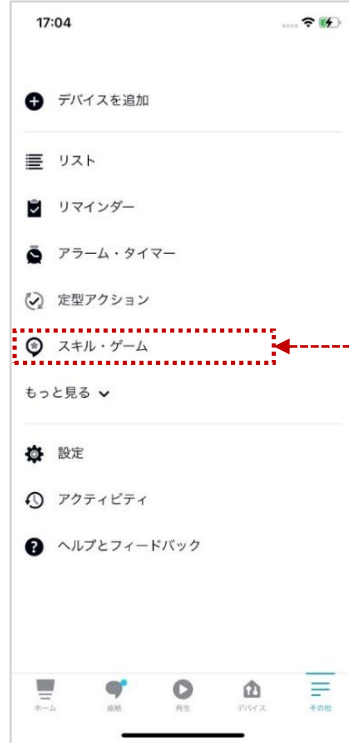 17:04
デバイスを追加
リスト
リマインダー
アラーム・タイマー
定型アクション
スキル・ゲーム
もっと見る
設定
アクティビティ
ヘルプとフィードバック
ホーム
連絡
再生
デバイス
その他